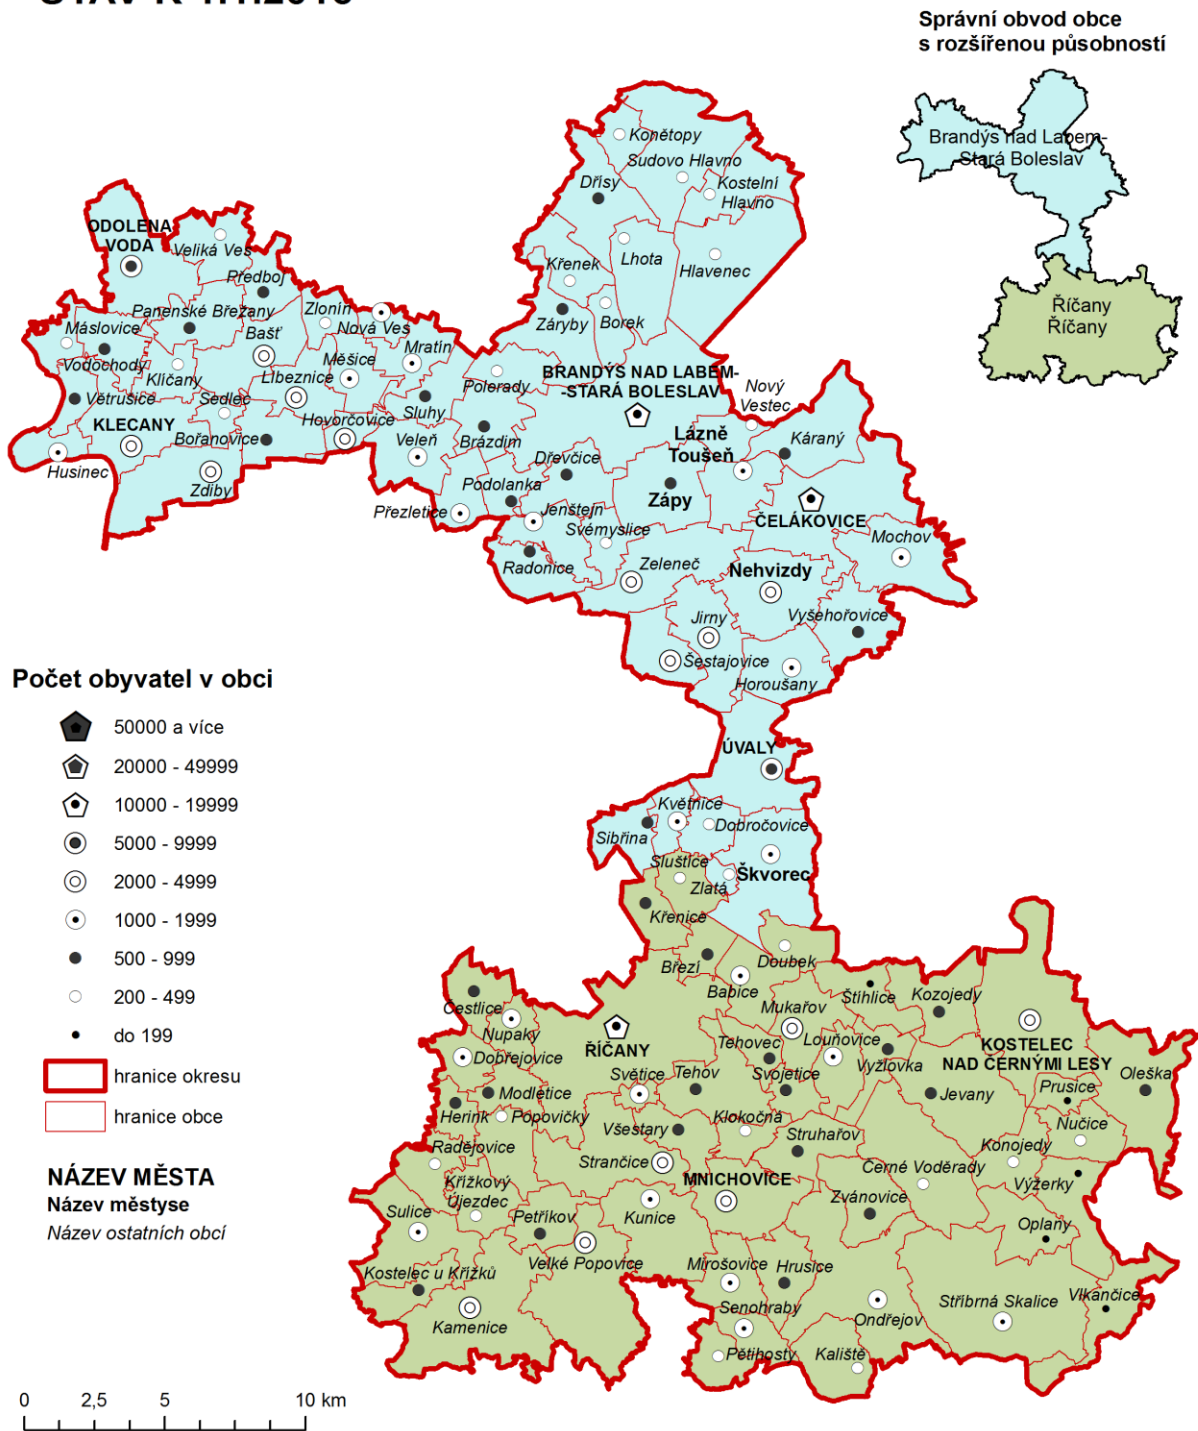 STAV K 1.1.2018
Správní obvod obce
s rozšířenou působností
Brandýs nad Labem-
Stará Boleslav
Říčany
Říčany
Konětopy
Sudovo Hlavno
Dřísy
Kostelní
Hlavno
ODOLENA
VODA
Veliká Ves
Lhota
Křenek
Hlavenec
Předboj
Zlonín
Panenské Břežany
Nová Ves
Záryby
Borek
Máslovice
Bašť
Mratín
Vodochody
Měšice
Klíčany
Líbeznice
Polerady
BRANDÝS NAD LABEM-
-STARÁ BOLESLAV
Nový
Vestec
Větrušice
Sedlec
Sluhy
KLECANY
Hovorčovice
Bořanovice
Veleň
Brázdim
Lázně
Toušeň
Káraný
Husinec
Zdiby
Dřevčice
Podolanka
Zápy
Přezletice
Jenštejn
ČELÁKOVICE
Svémyslice
Mochov
Radonice
Zeleneč
Nehvizdy
Jirny
Vyšehořovice
Šestajovice
Horoušany
Počet obyvatel v obci
50000 a více
20000 - 49999
10000 - 19999
5000 - 9999
2000 - 4999
1000 - 1999
500 - 999
200 - 499
do 199
hranice okresu
hranice obce
NÁZEV MĚSTA
Název městyse
Název ostatních obcí
ÚVALY
Květnice
Sibřina
Dobročovice
Sluštice
Škvorec
Zlatá
Křenice
Březí
Doubek
Babice
Štíhlice
Kozojedy
Čestlice
Nupaky
Mukařov
ŘÍČANY
Tehovec
Louňovice
KOSTELEC
NAD ČERNÝMI LESY
Dobřejovice
Vyžlovka
Světice
Tehov
Svojetice
Oleška
Modletice
Jevany
Prusice
Herink
Popovičky
Klokočná
Nučice
Všestary
Struhařov
Konojedy
Radějovice
Strančice
Černé Voděrady
Křížkový
Újezdec
MNICHOVICE
Výžerky
Sulice
Petříkov
Kunice
Zvánovice
Oplany
Velké Popovice
Mirošovice
Hrusice
Kostelec u Křížků
Senohraby
Stříbrná Skalice
Vlkančice
Kamenice
Ondřejov
Pětihosty
Kaliště
0 2,5 5 10 km